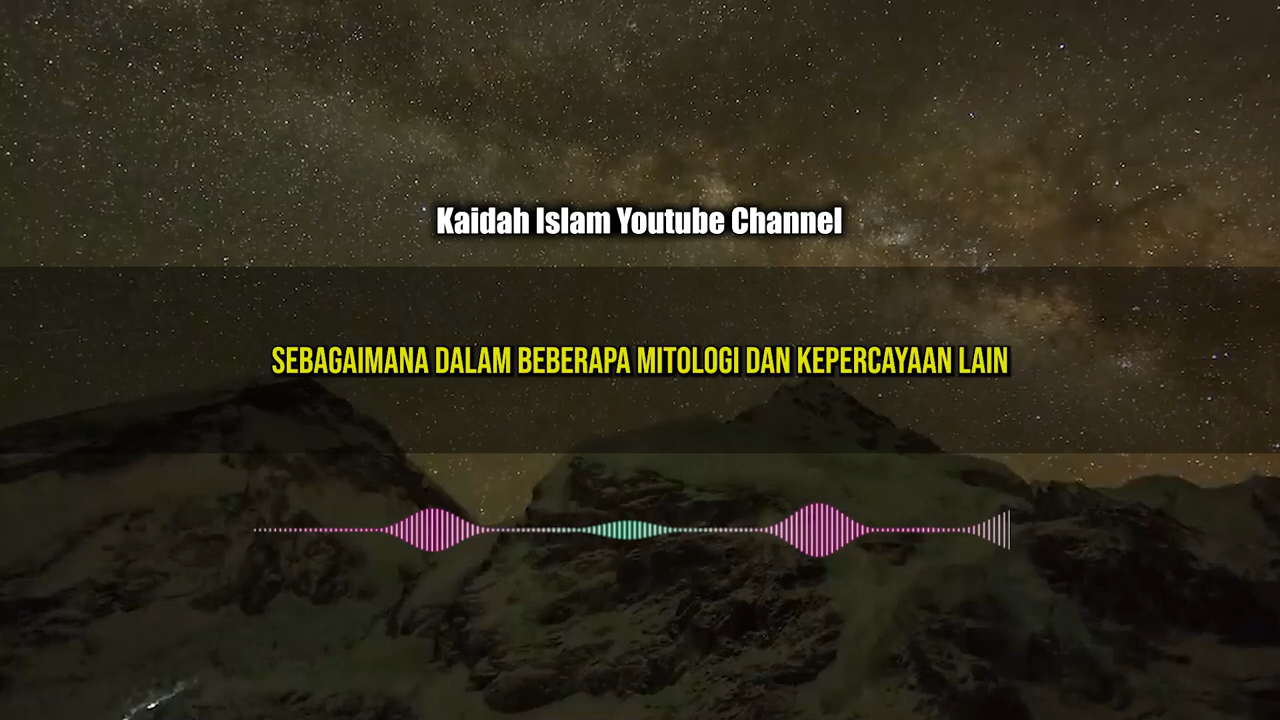 Kaidah Islam Youtube Channel
SEBAGAIMANA DALAM BEBERAPA MITOLOGI DAN KEPERCAYAAN LAIN